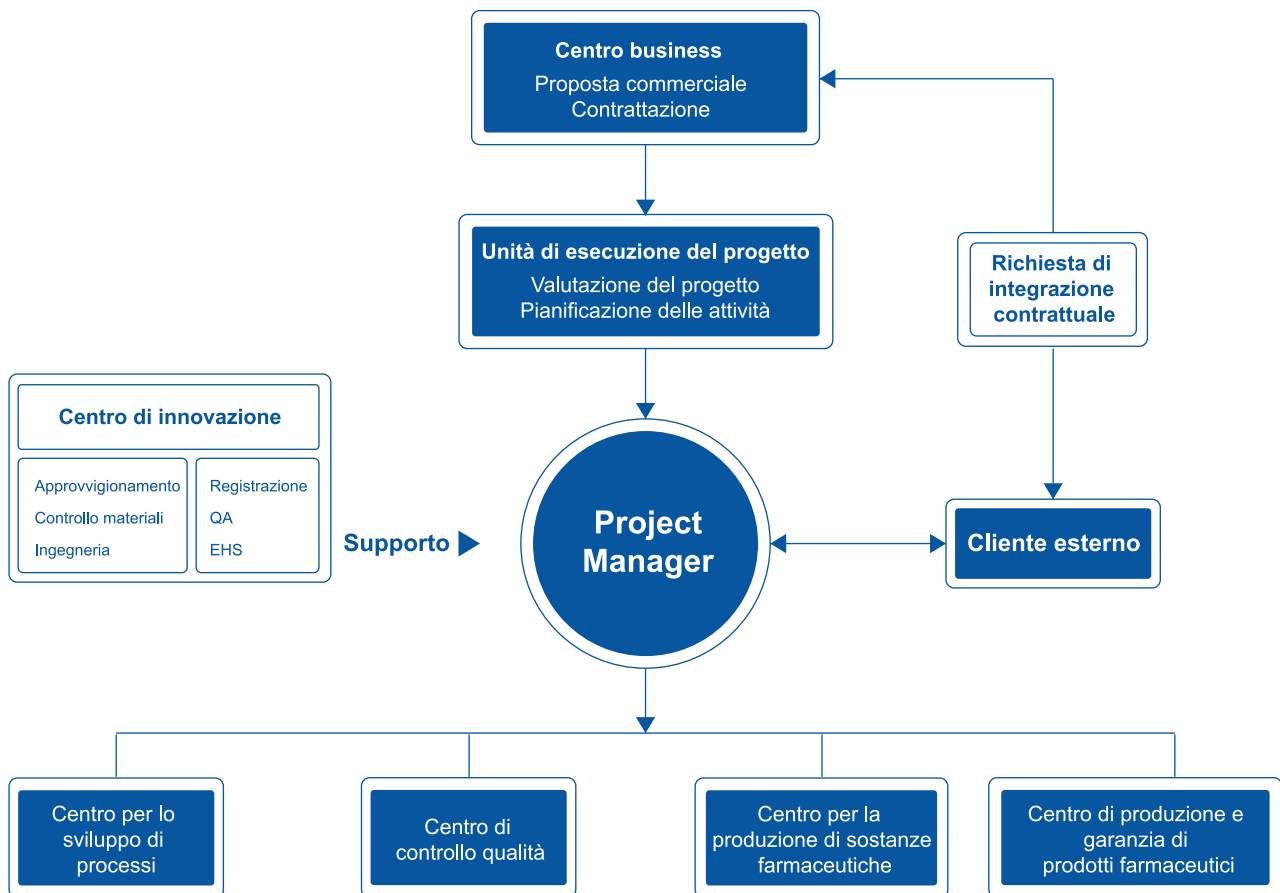 Centro business
Proposta commerciale
Contrattazione
Unità di esecuzione del progetto
Valutazione del progetto
Pianificazione delle attività
Richiesta di
integrazione
contrattuale
Centro di innovazione
Approvvigionamento
Controllo materiali
Ingegneria
Registrazione
QA
EHS
Supporto
Project
Manager
Cliente esterno
Centro per lo
sviluppo di
processi
Centro di
controllo qualità
Centro per la
produzione di sostanze
farmaceutiche
Centro di produzione e
garanzia di
prodotti farmaceutici